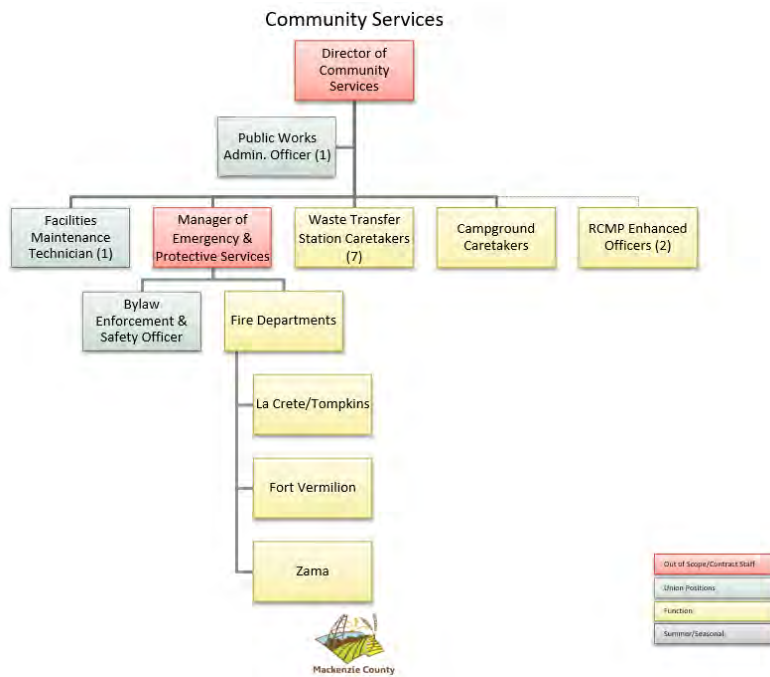 Community Services
Director of
Community
Services
Public Works
Admin. Officer (1)
Facilities
Maintenance
Technician (1)
Manager of
Emergency &
Protective Services
Waste Transfer
Station Caretakers
(7)
Campground
Caretakers
RCMP Enhanced
Officers (2)
Bylaw
Enforcement &
Safety Officer
Fire Departments
La Crete/Tompkins
Fort Vermilion
Zama
Out of Scope/Contract Staff
Union Positions
Function
Summer/Seasonal
Mackenzie County